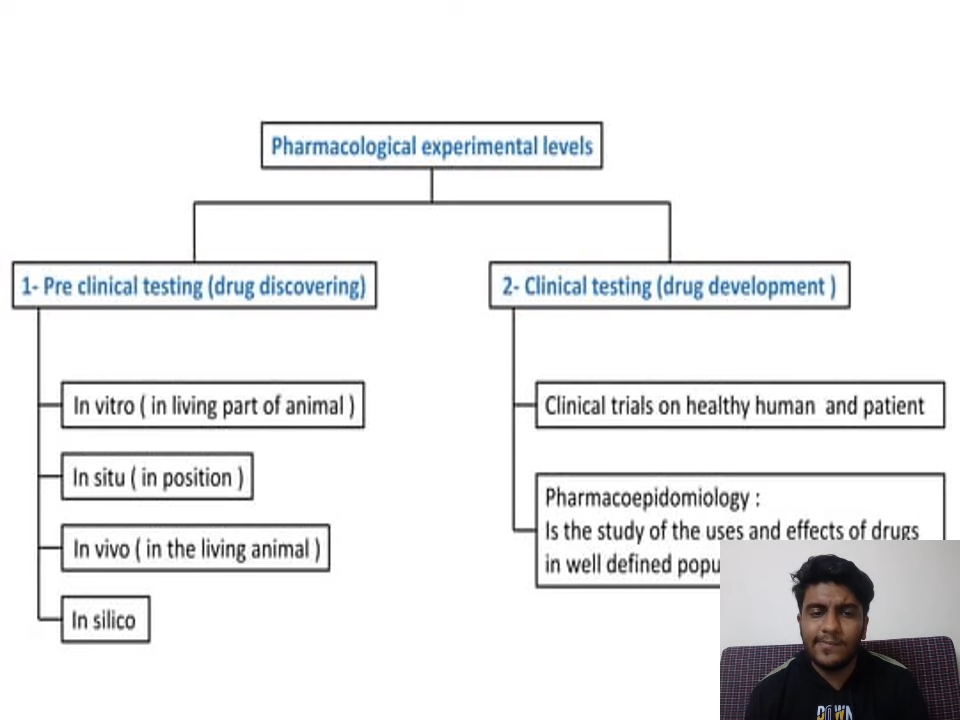 Pharmacological experimental levels
1- Pre clinical testing (drug discovering)
2- Clinical testing (drug development )
In vitro ( in living part of animal )
In situ ( in position )
In vivo ( in the living animal )
In silico
Clinical trials on healthy human and patient
Pharmacoepidomiology :
Is the study of the uses and effects of drugs
in well defined